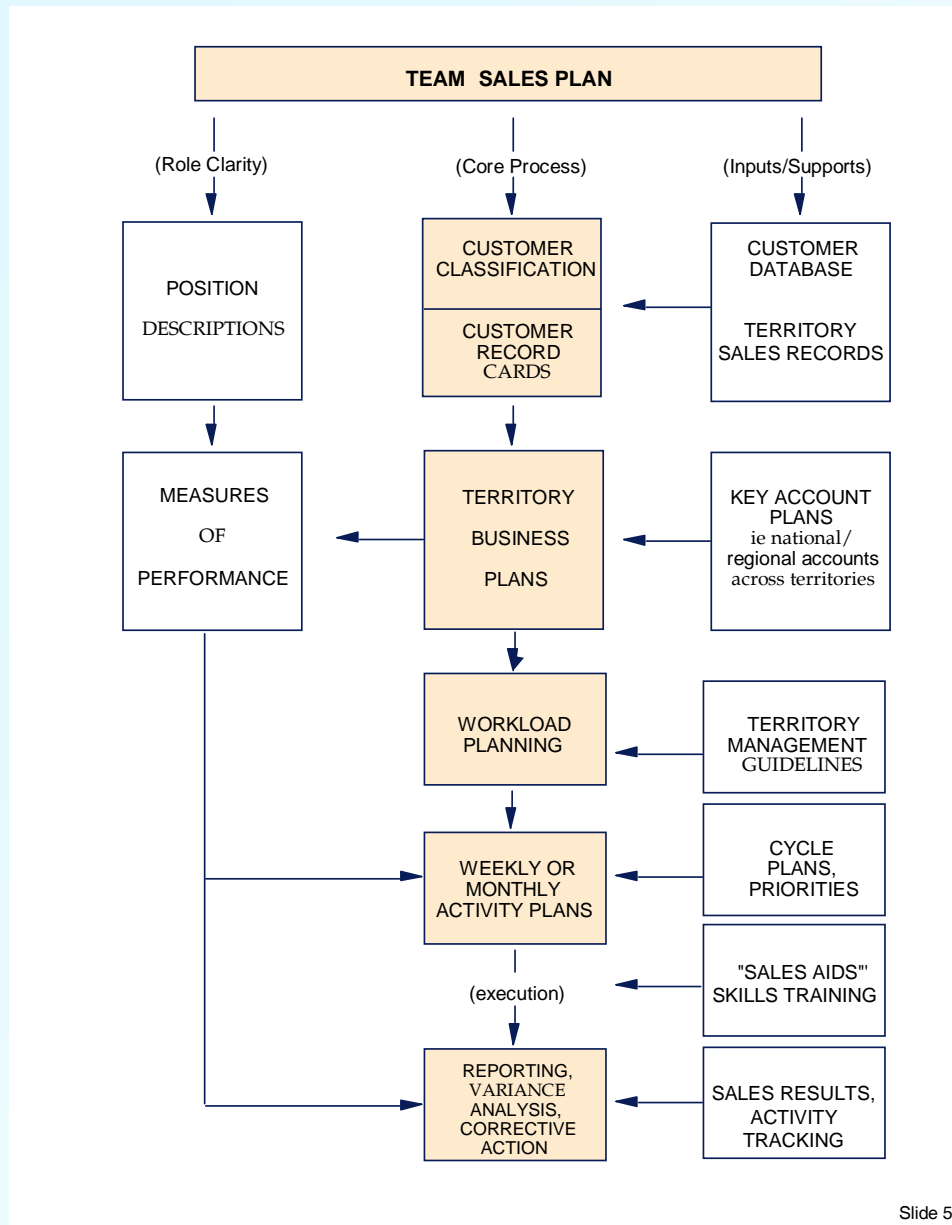 TEAM SALES PLAN
(Role Clarity)
(Core Process)
(Inputs/Supports)
POSITION
DESCRIPTIONS
CUSTOMER
CLASSIFICATION
CUSTOMER
RECORD
CARDS
CUSTOMER
DATABASE
TERRITORY
SALES RECORDS
MEASURES
OF
PERFORMANCE
TERRITORY
BUSINESS
PLANS
KEY ACCOUNT
PLANS
ie national/
regional accounts
across territories
WORKLOAD
PLANNING
TERRITORY
MANAGEMENT
GUIDELINES
WEEKLY OR
MONTHLY
ACTIVITY PLANS
CYCLE
PLANS,
PRIORITIES
(execution)
"SALES AIDS"'
SKILLS TRAINING
REPORTING,
VARIANCE
ANALYSIS,
CORRECTIVE
ACTION
SALES RESULTS,
ACTIVITY
TRACKING
Slide 5